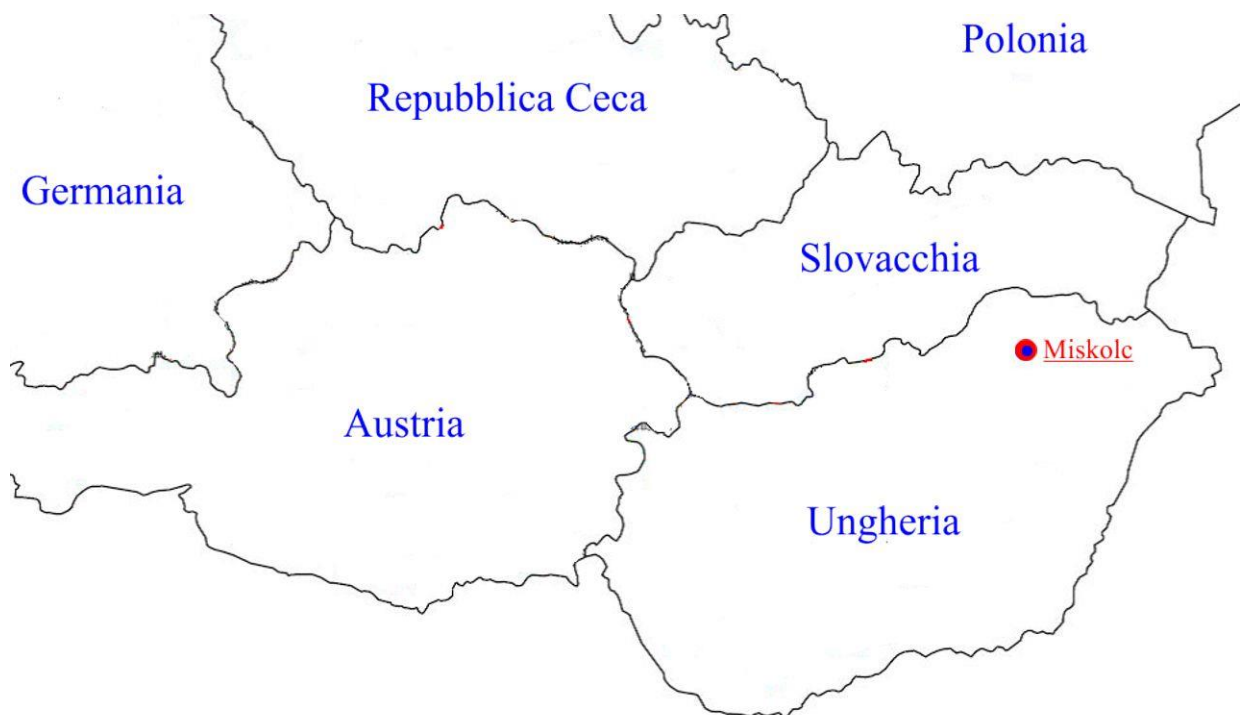 Polonia
Repubblica Ceca
Germania
Slovacchia
Miskolc
Austria
Ungheria